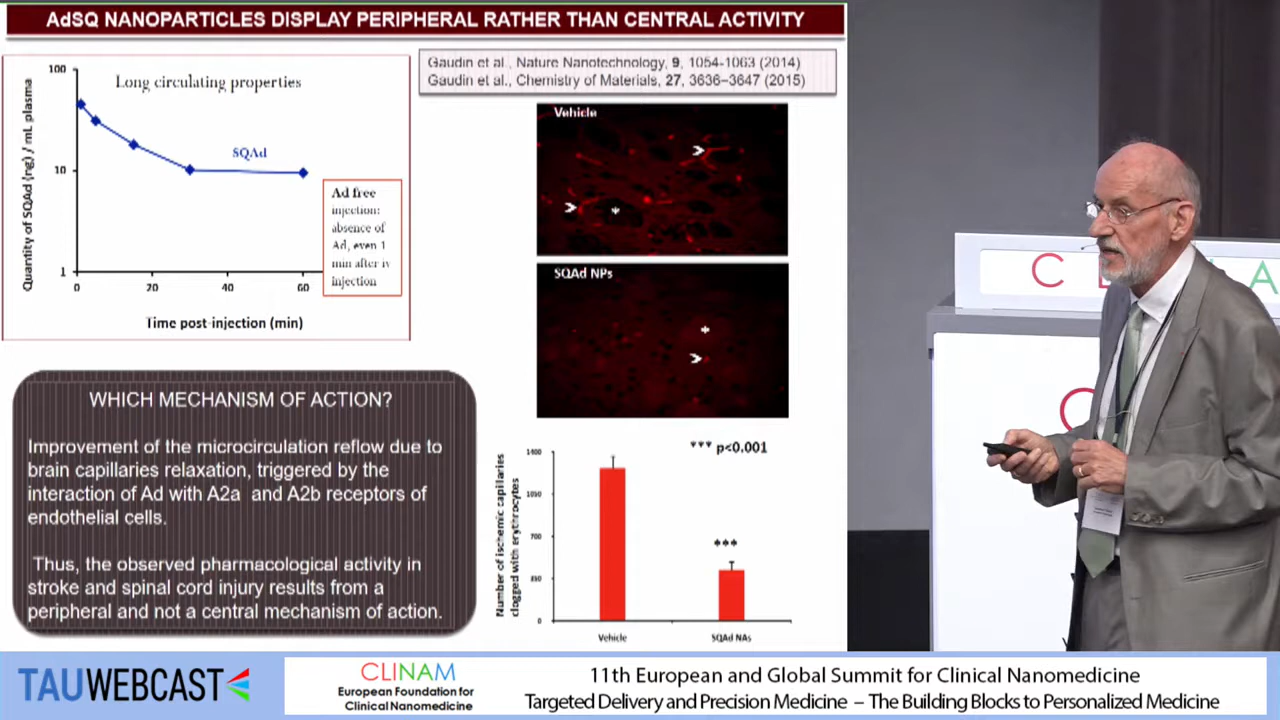 AdSQ NANOPARTICLES DISPLAY PERIPHERAL RATHER THAN CENTRAL ACTIVITY
Gaudin et al., Nature Nanotechnology, 9, 1054-1063 (2014)
Gaudin et al., Chemistry of Materials, 27, 3636–3647 (2015)
Quantity of SQAd (ng) / mL plasma
100
10
1
Long circulating properties
SQAd
Ad free
injection:
absence of
Ad, even 1
min after iv
injection
0
20
40
60
Time post-injection (min)
Vehicle
SQAd NPs
WHICH MECHANISM OF ACTION?
Improvement of the microcirculation reflow due to
brain capillaries relaxation, triggered by the
interaction of Ad with A2a and A2b receptors of
endothelial cells.
Thus, the observed pharmacological activity in
stroke and spinal cord injury results from a
peripheral and not a central mechanism of action.
Number of ischemic capillaries
clogged with erythrocytes
1400
1050
700
350
0
*** p<0.001
***
Vehicle
SQAd NAs
C L
A
C
TAUWEBCAST
CLINAM
European Foundation for
Clinical Nanomedicine
11th European and Global Summit for Clinical Nanomedicine
Targeted Delivery and Precision Medicine – The Building Blocks to Personalized Medicine